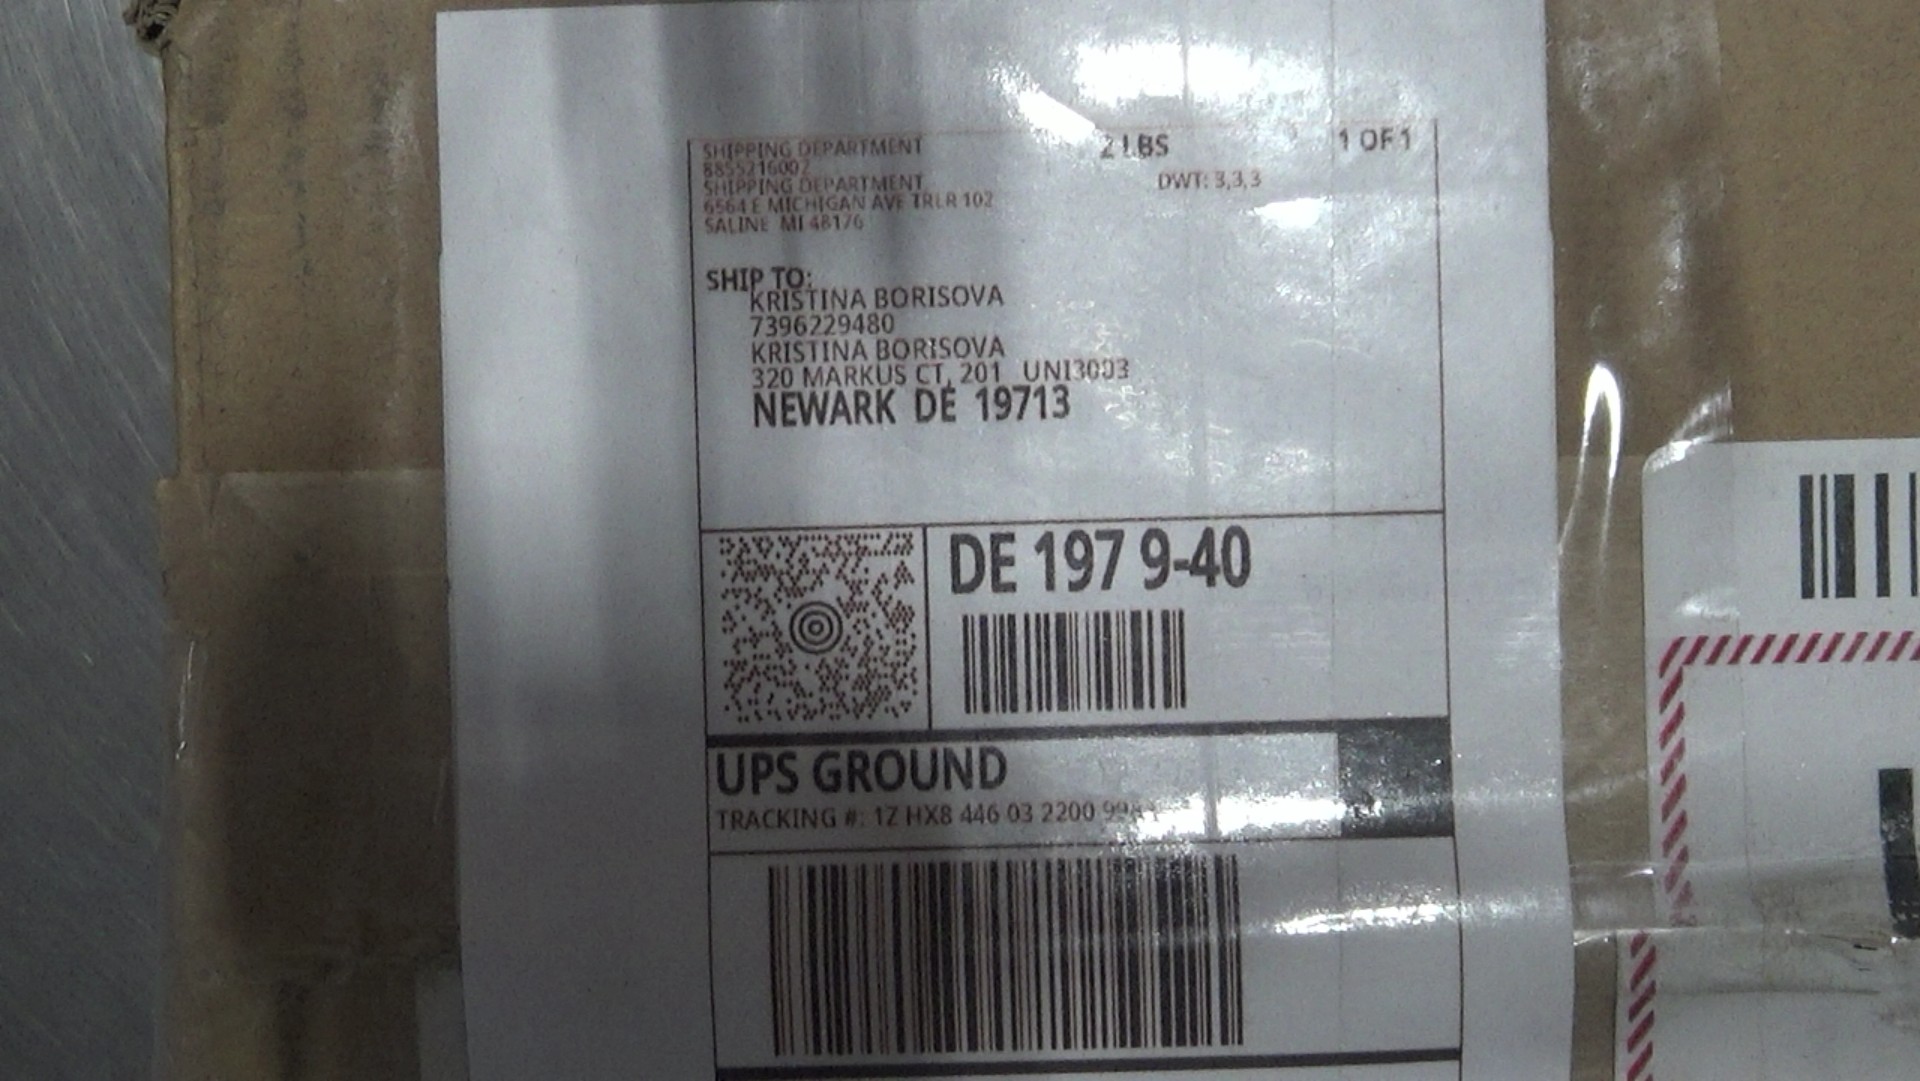 SHIPPING DEPARTMENT
8855216002
SHIPPING DEPARTMENT
6564 E MICHIGAN AVE TRLR 102
SALINE MI 48176
2 LBS
1 OF 1
DWT: 3,3,3
SHIP TO:
KRISTINA BORISOVA
7396229480
KRISTINA BORISOVA
320 MARKUS CT, 201 UNI3003
NEWARK DE 19713
DE 197 9-40
UPS GROUND
TRACKING #: 1Z HX8 446 03 2200